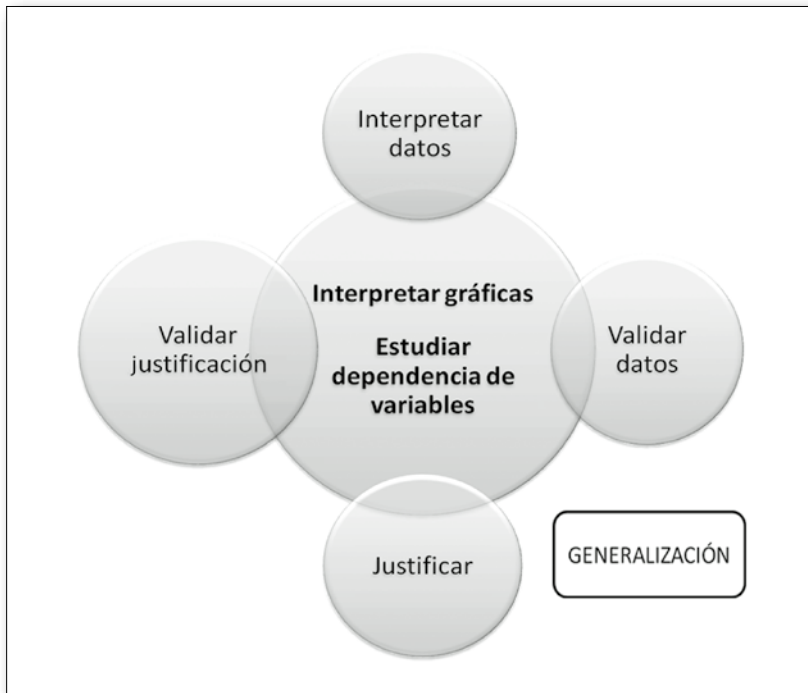 Interpretar
datos
Interpretar gráficas
Estudiar
dependencia de
variables
Validar
justificación
Validar
datos
Justificar
GENERALIZACIÓN